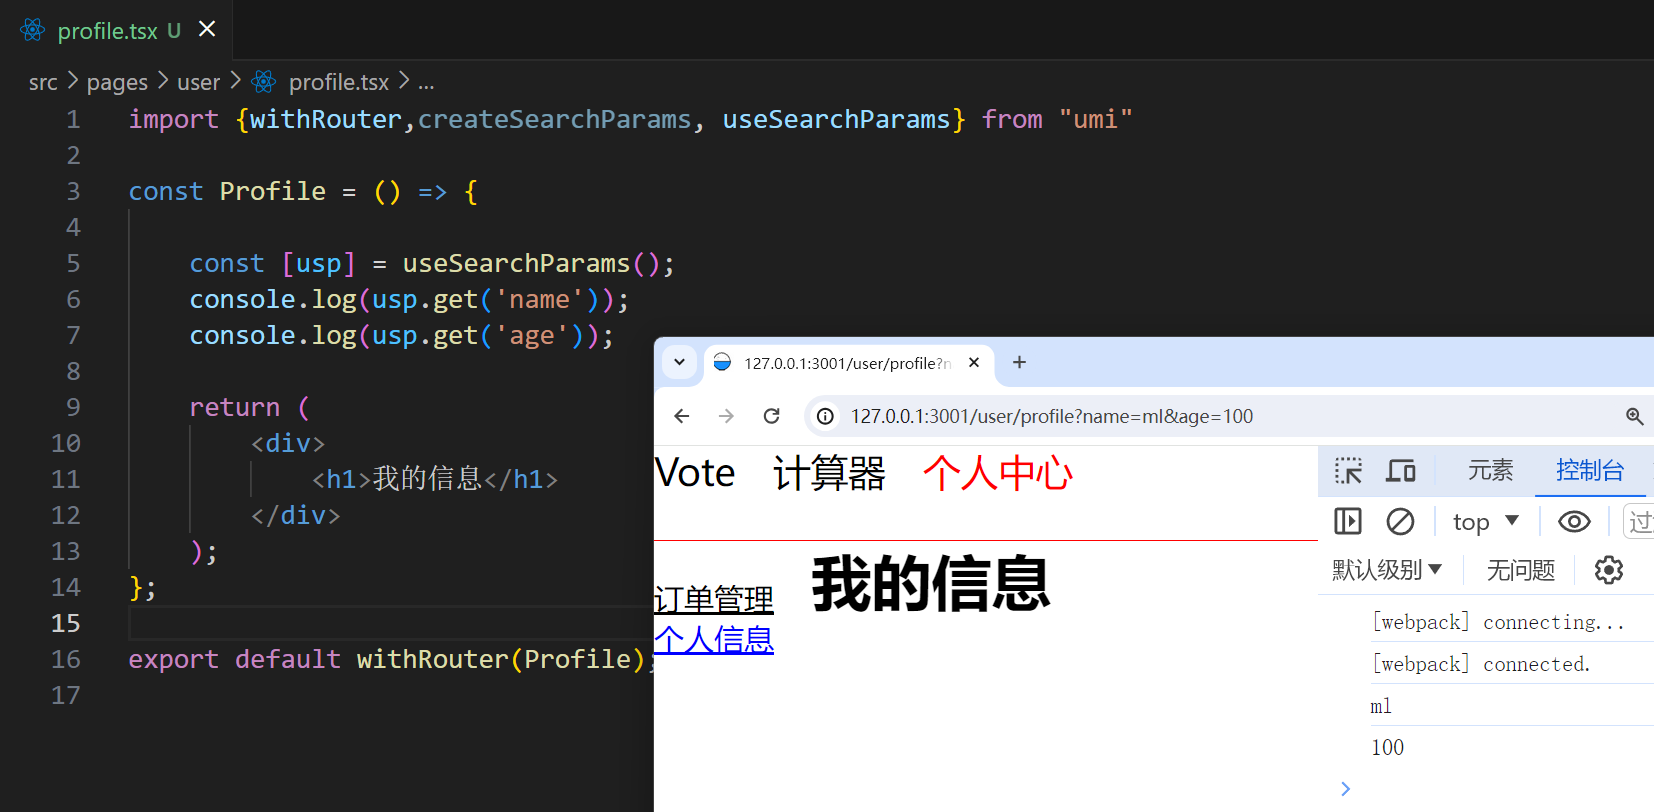 profile.tsx U
src > pages > user > profile.tsx > ...
1 import {withRouter,createSearchParams, useSearchParams} from "umi"
2
3 const Profile = () => {
4
5 const [usp] = useSearchParams();
6 console.log(usp.get('name'));
7 console.log(usp.get('age'));
8
9 return (
10 <div>
11 <h1>我的信息</h1>
12 </div>
13 );
14 };
15
16 export default withRouter(Profile);
17
127.0.0.1:3001/user/profile?n
127.0.0.1:3001/user/profile?name=ml&age=100
Vote 计算器 个人中心
我的信息
订单管理
个人信息
元素 控制台
top
默认级别 无问题
[webpack] connecting...
[webpack] connected.
ml
100